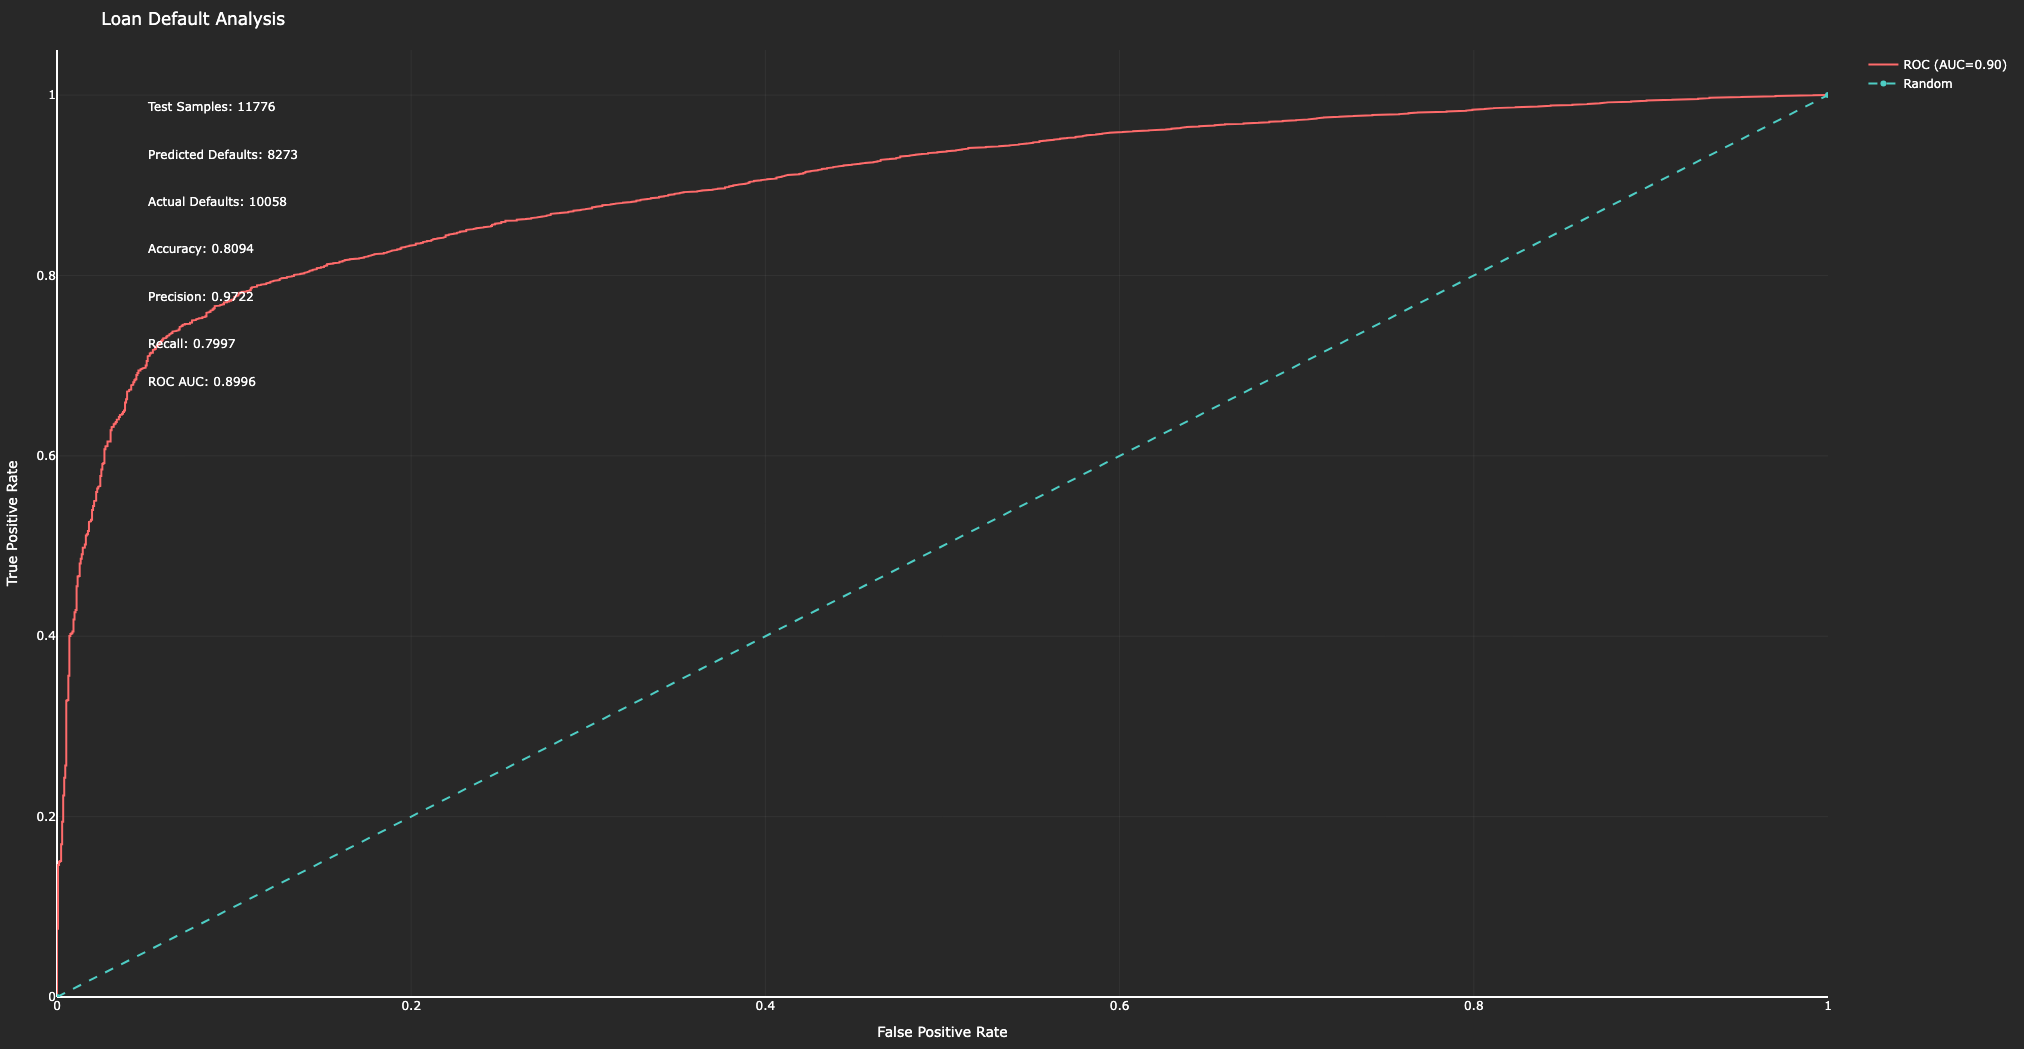 Loan Default Analysis
ROC (AUC=0.90)
Random
Test Samples: 11776
Predicted Defaults: 8273
Actual Defaults: 10058
Accuracy: 0.8094
Precision: 0.9722
Recall: 0.7997
ROC AUC: 0.8996
1
0.8
0.6
0.4
0.2
0
True Positive Rate
0
0.2
0.4
0.6
0.8
1
False Positive Rate